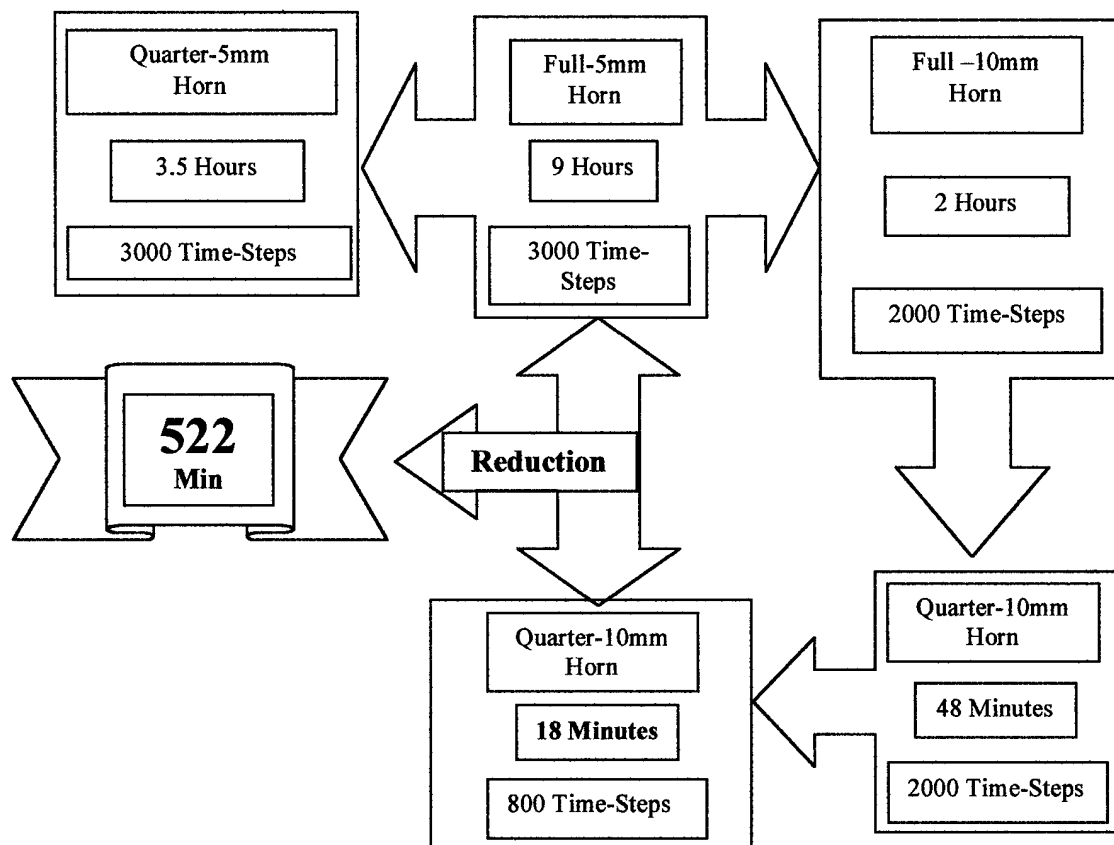 Quarter-5mm
Horn
3.5 Hours
3000 Time-Steps
Full-5mm
Horn
9 Hours
3000 Time-
Steps
Full –10mm
Horn
2 Hours
2000 Time-Steps
522
Min
Reduction
Quarter-10mm
Horn
18 Minutes
800 Time-Steps
Quarter-10mm
Horn
48 Minutes
2000 Time-Steps